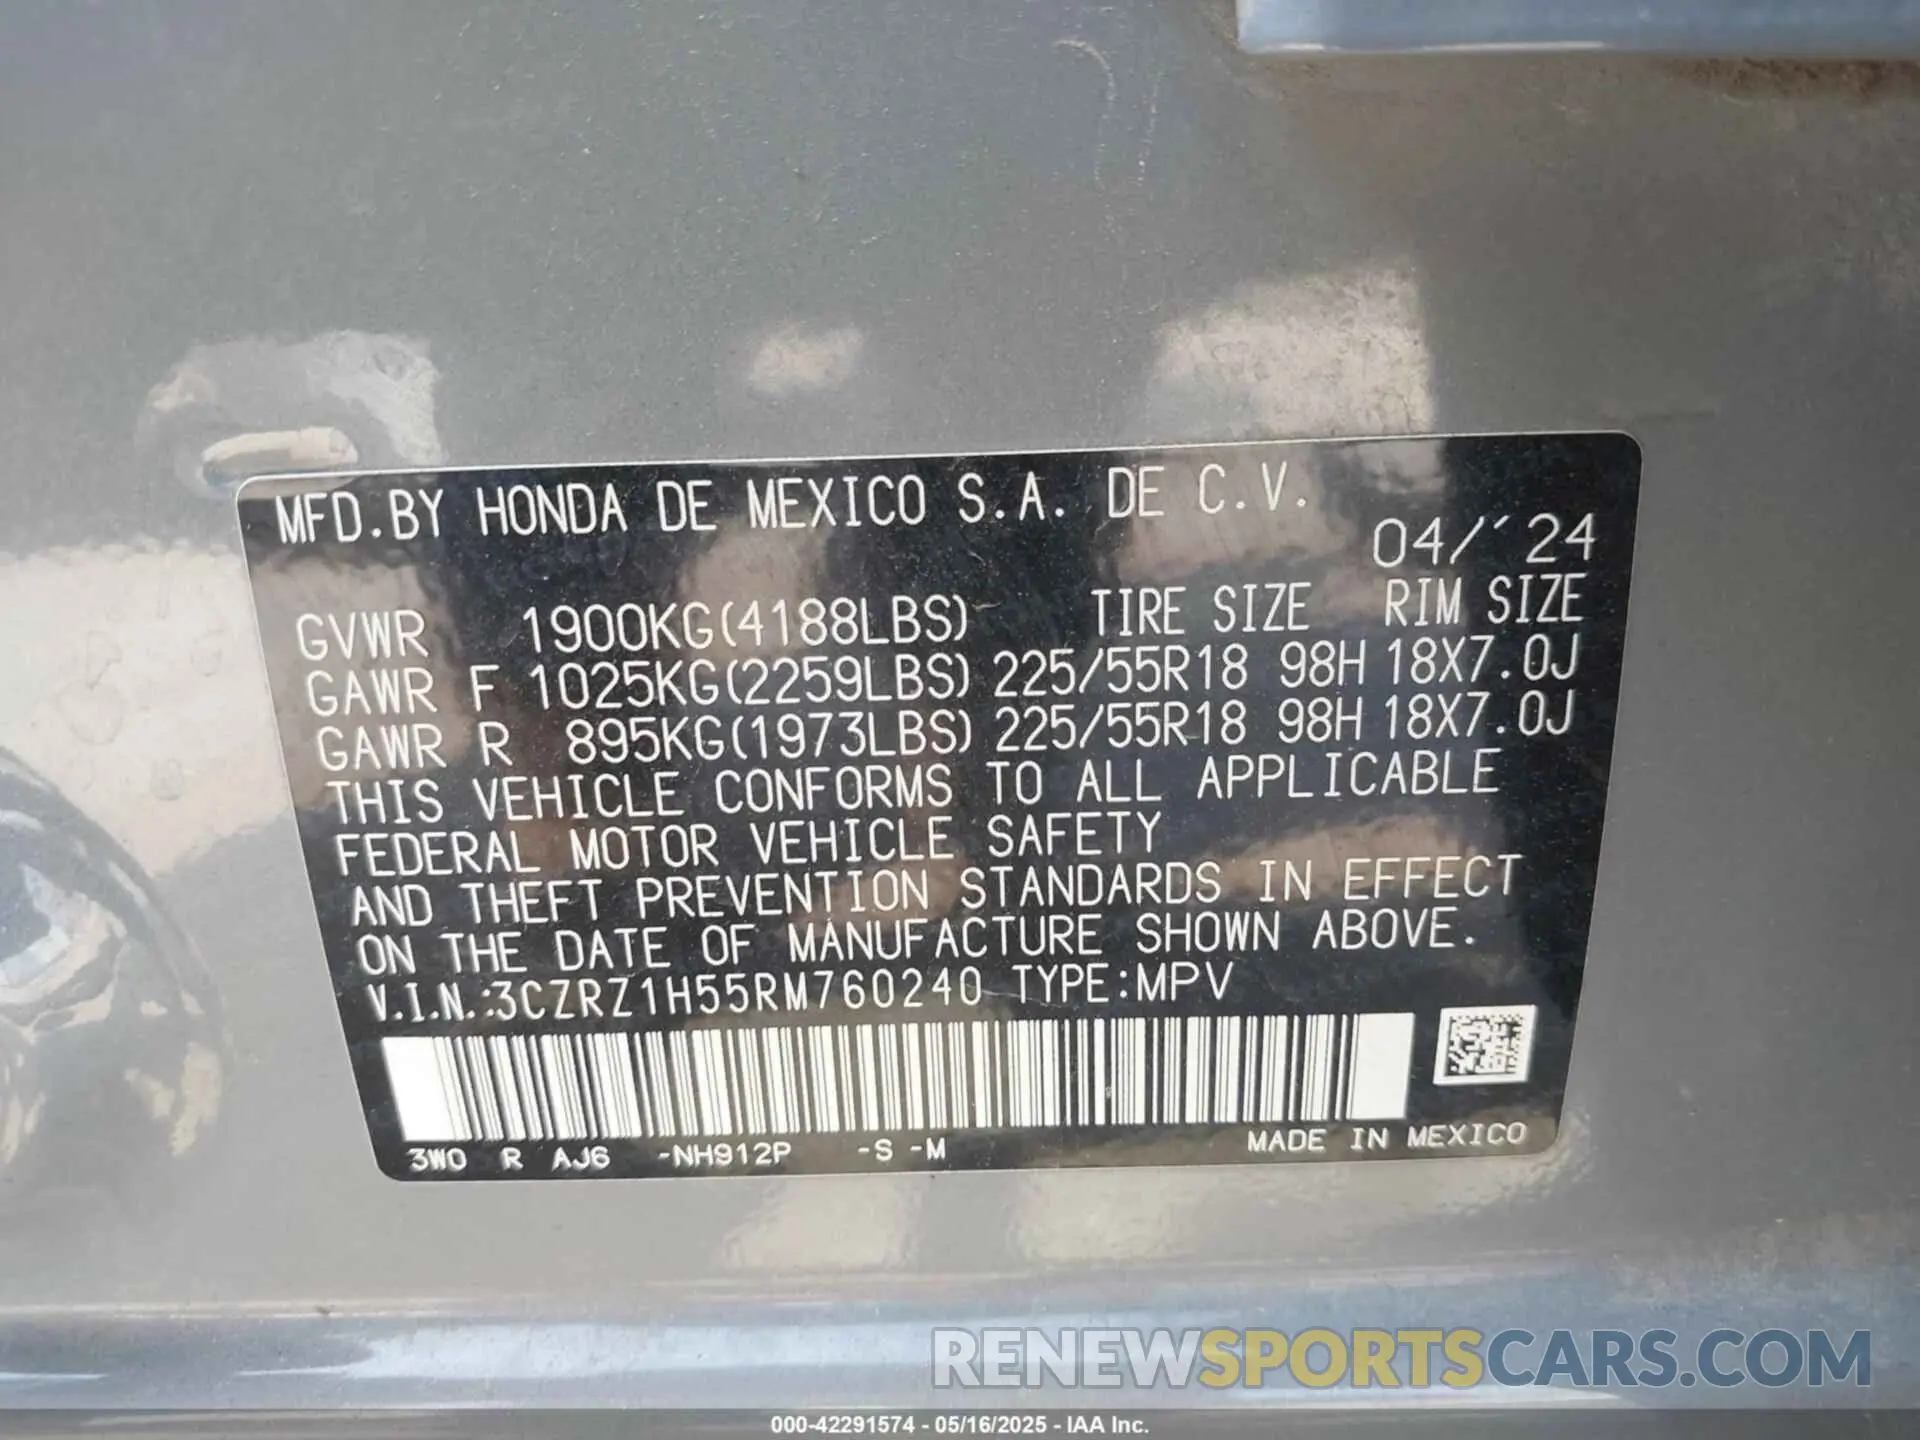 MFD.BY HONDA DE MEXICO S.A. DE C.V.
04/´24
GVWR 1900KG(4188LBS) TIRE SIZE RIM SIZE
GAWR F 1025KG(2259LBS) 225/55R18 98H 18X7.0J
GAWR R 895KG(1973LBS) 225/55R18 98H 18X7.0J
THIS VEHICLE CONFORMS TO ALL APPLICABLE
FEDERAL MOTOR VEHICLE SAFETY
AND THEFT PREVENTION STANDARDS IN EFFECT
ON THE DATE OF MANUFACTURE SHOWN ABOVE.
V.I.N.:3CZRZ1H55RM760240 TYPE:MPV
3W0 R AJ6 -NH912P -S -M MADE IN MEXICO
RENEWSPORTSCARS.COM
000-42291574 - 05/16/2025 - IAA Inc.